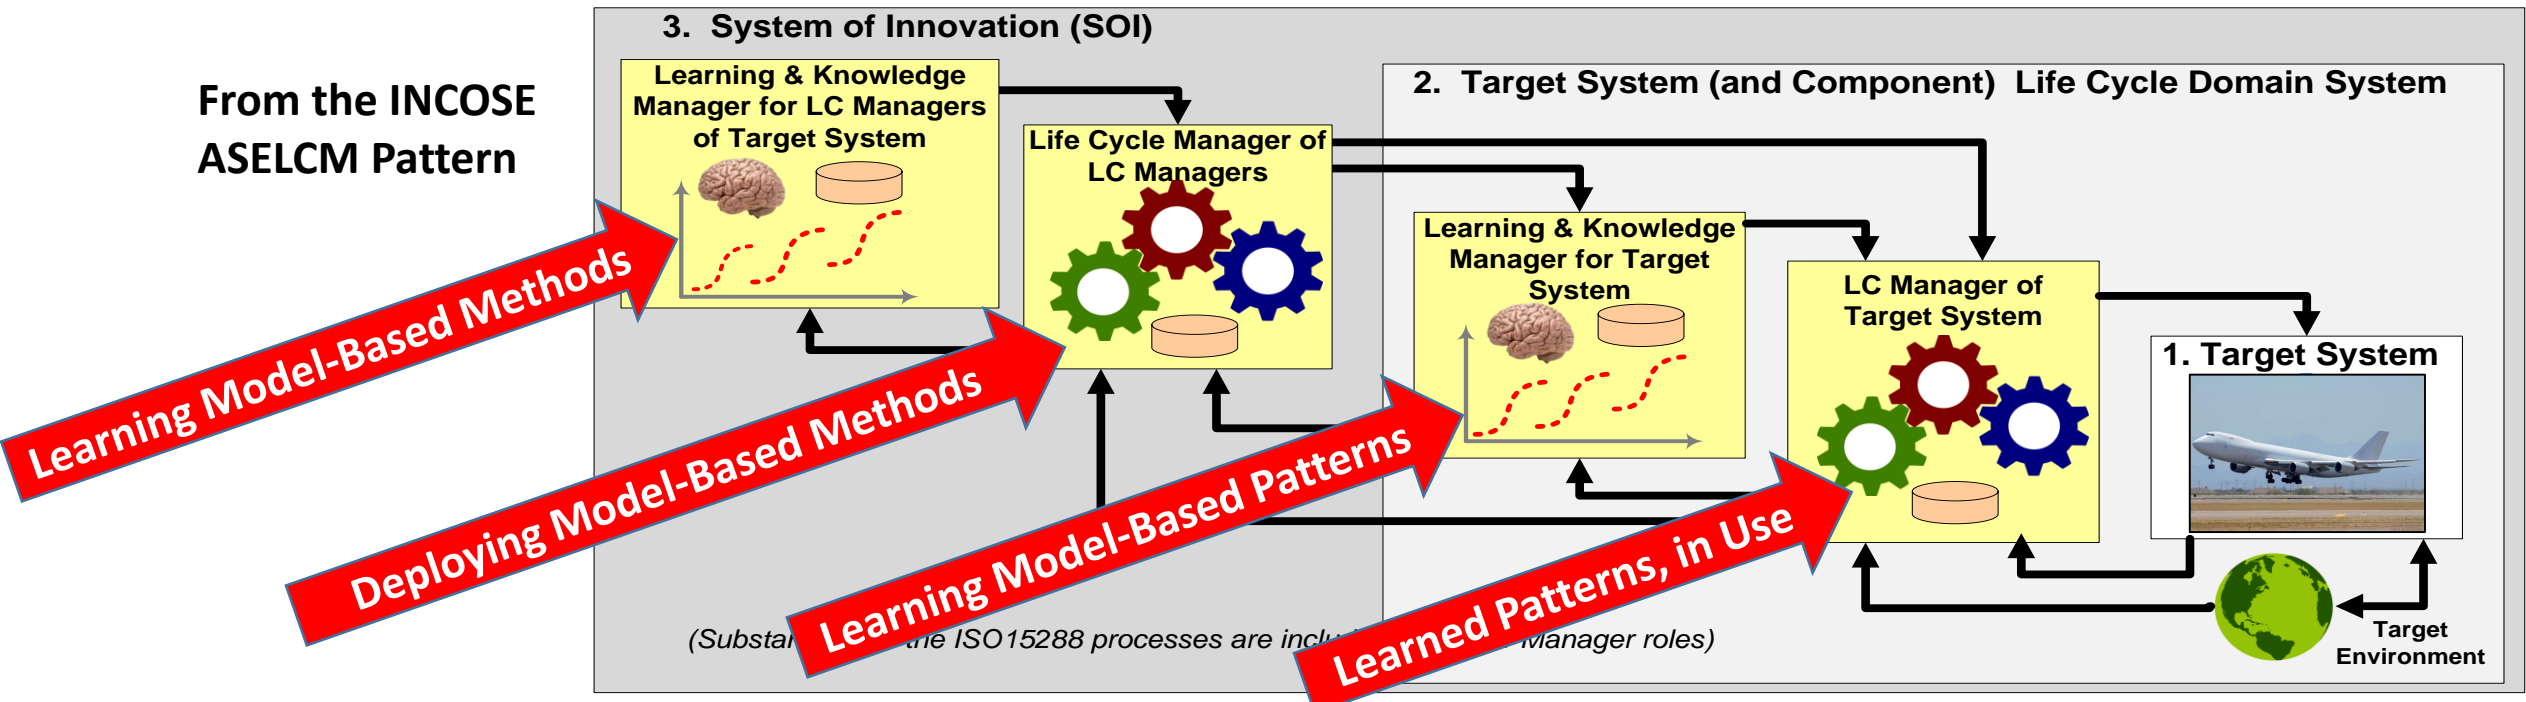 3. System of Innovation (SOI)
From the INCOSE
ASELCM Pattern
Learning & Knowledge
Manager for LC Managers
of Target System
2. Target System (and Component) Life Cycle Domain System
Life Cycle Manager of
LC Managers
Learning & Knowledge
Manager for Target
System
LC Manager of
Target System
1. Target System
Learning Model-Based Methods
Deploying Model-Based Methods
Learning Model-Based Patterns
Learned Patterns, in Use
Target
Environment
the ISO15288 processes are Manager roles)